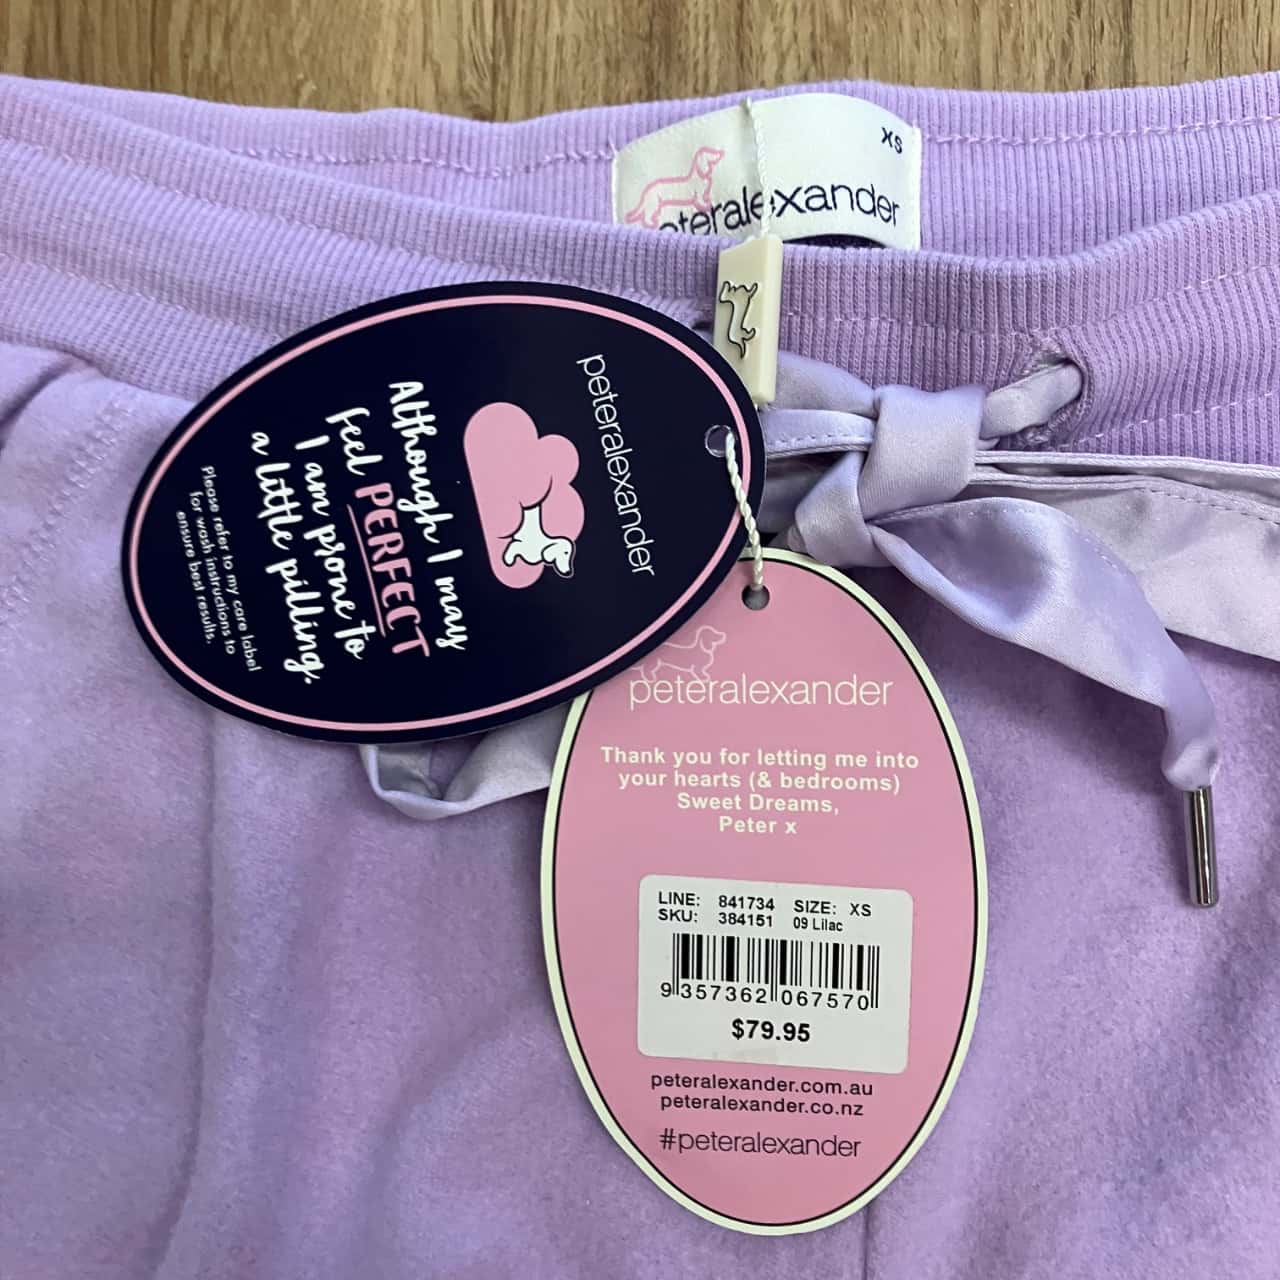 XS
peteralexander
peteralexander
Although I may
feel PERFECT
I am prone to
a little pilling.
Please refer to my care label
for wash instructions to
ensure best results.
peteralexander
Thank you for letting me into
your hearts (& bedrooms)
Sweet Dreams,
Peter x
LINE: 841734 SIZE: XS
SKU: 384151 09 Lilac
9 357362 067570
$79.95
peteralexander.com.au
peteralexander.co.nz
#peteralexander